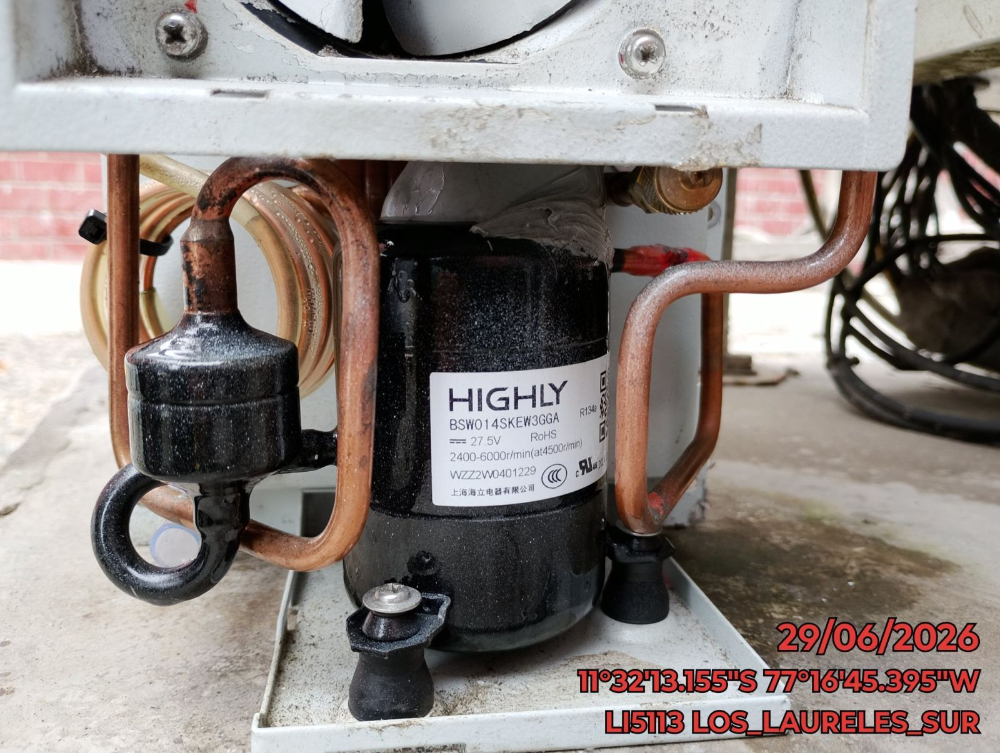 HIGHLY
BSW014SKEW3GGA
R134a
27.5V RoHS
2400-6000r/min(at4500r/min)
WZZ2W0401229
上海海立电器有限公司
29/06/2026
11°32'13.155"S 77°16'45.395"W
LI5113 LOS_LAURELES_SUR